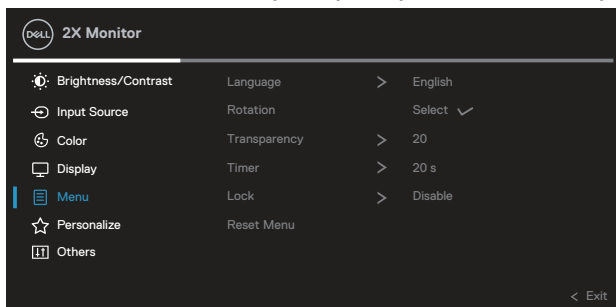 DELL 2X Monitor
Brightness/Contrast Language > English
Input Source Rotation Select
Color Transparency > 20
Display Timer > 20 s
Menu Lock > Disable
Personalize Reset Menu
Others
< Exit